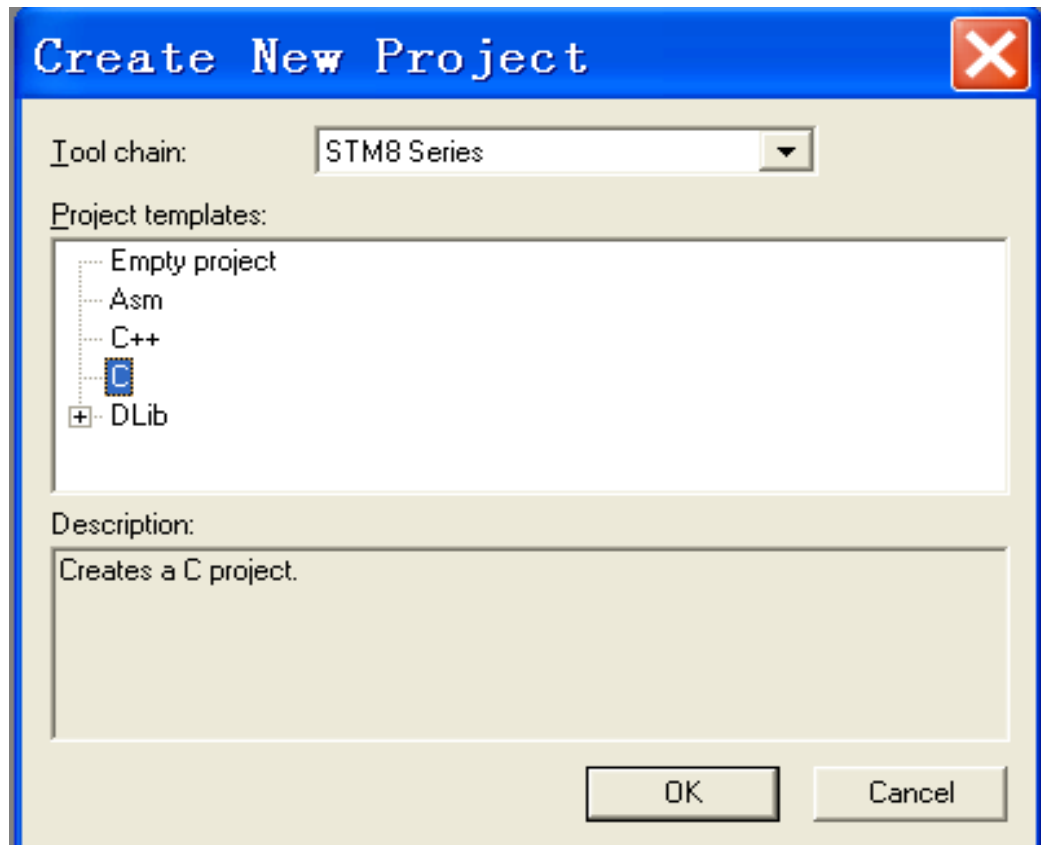 Create New Project
Tool chain: STM8 Series
Project templates:
Empty project
Asm
C++
C
DLib
Description:
Creates a C project.
OK Cancel